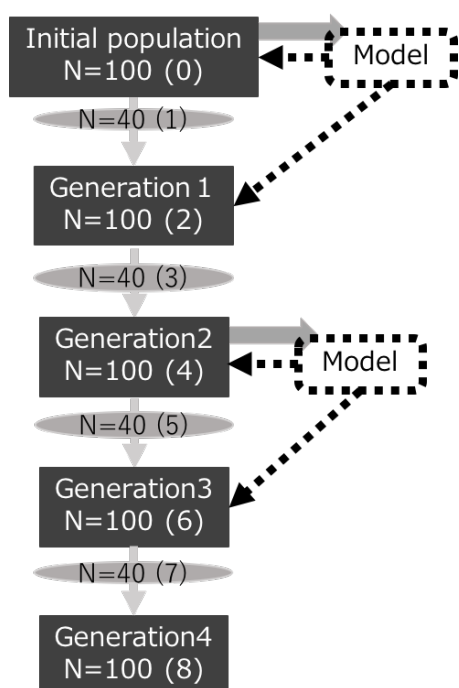 Initial population
N=100 (0)
Model
N=40 (1)
Generation 1
N=100 (2)
N=40 (3)
Generation2
N=100 (4)
Model
N=40 (5)
Generation3
N=100 (6)
N=40 (7)
Generation4
N=100 (8)